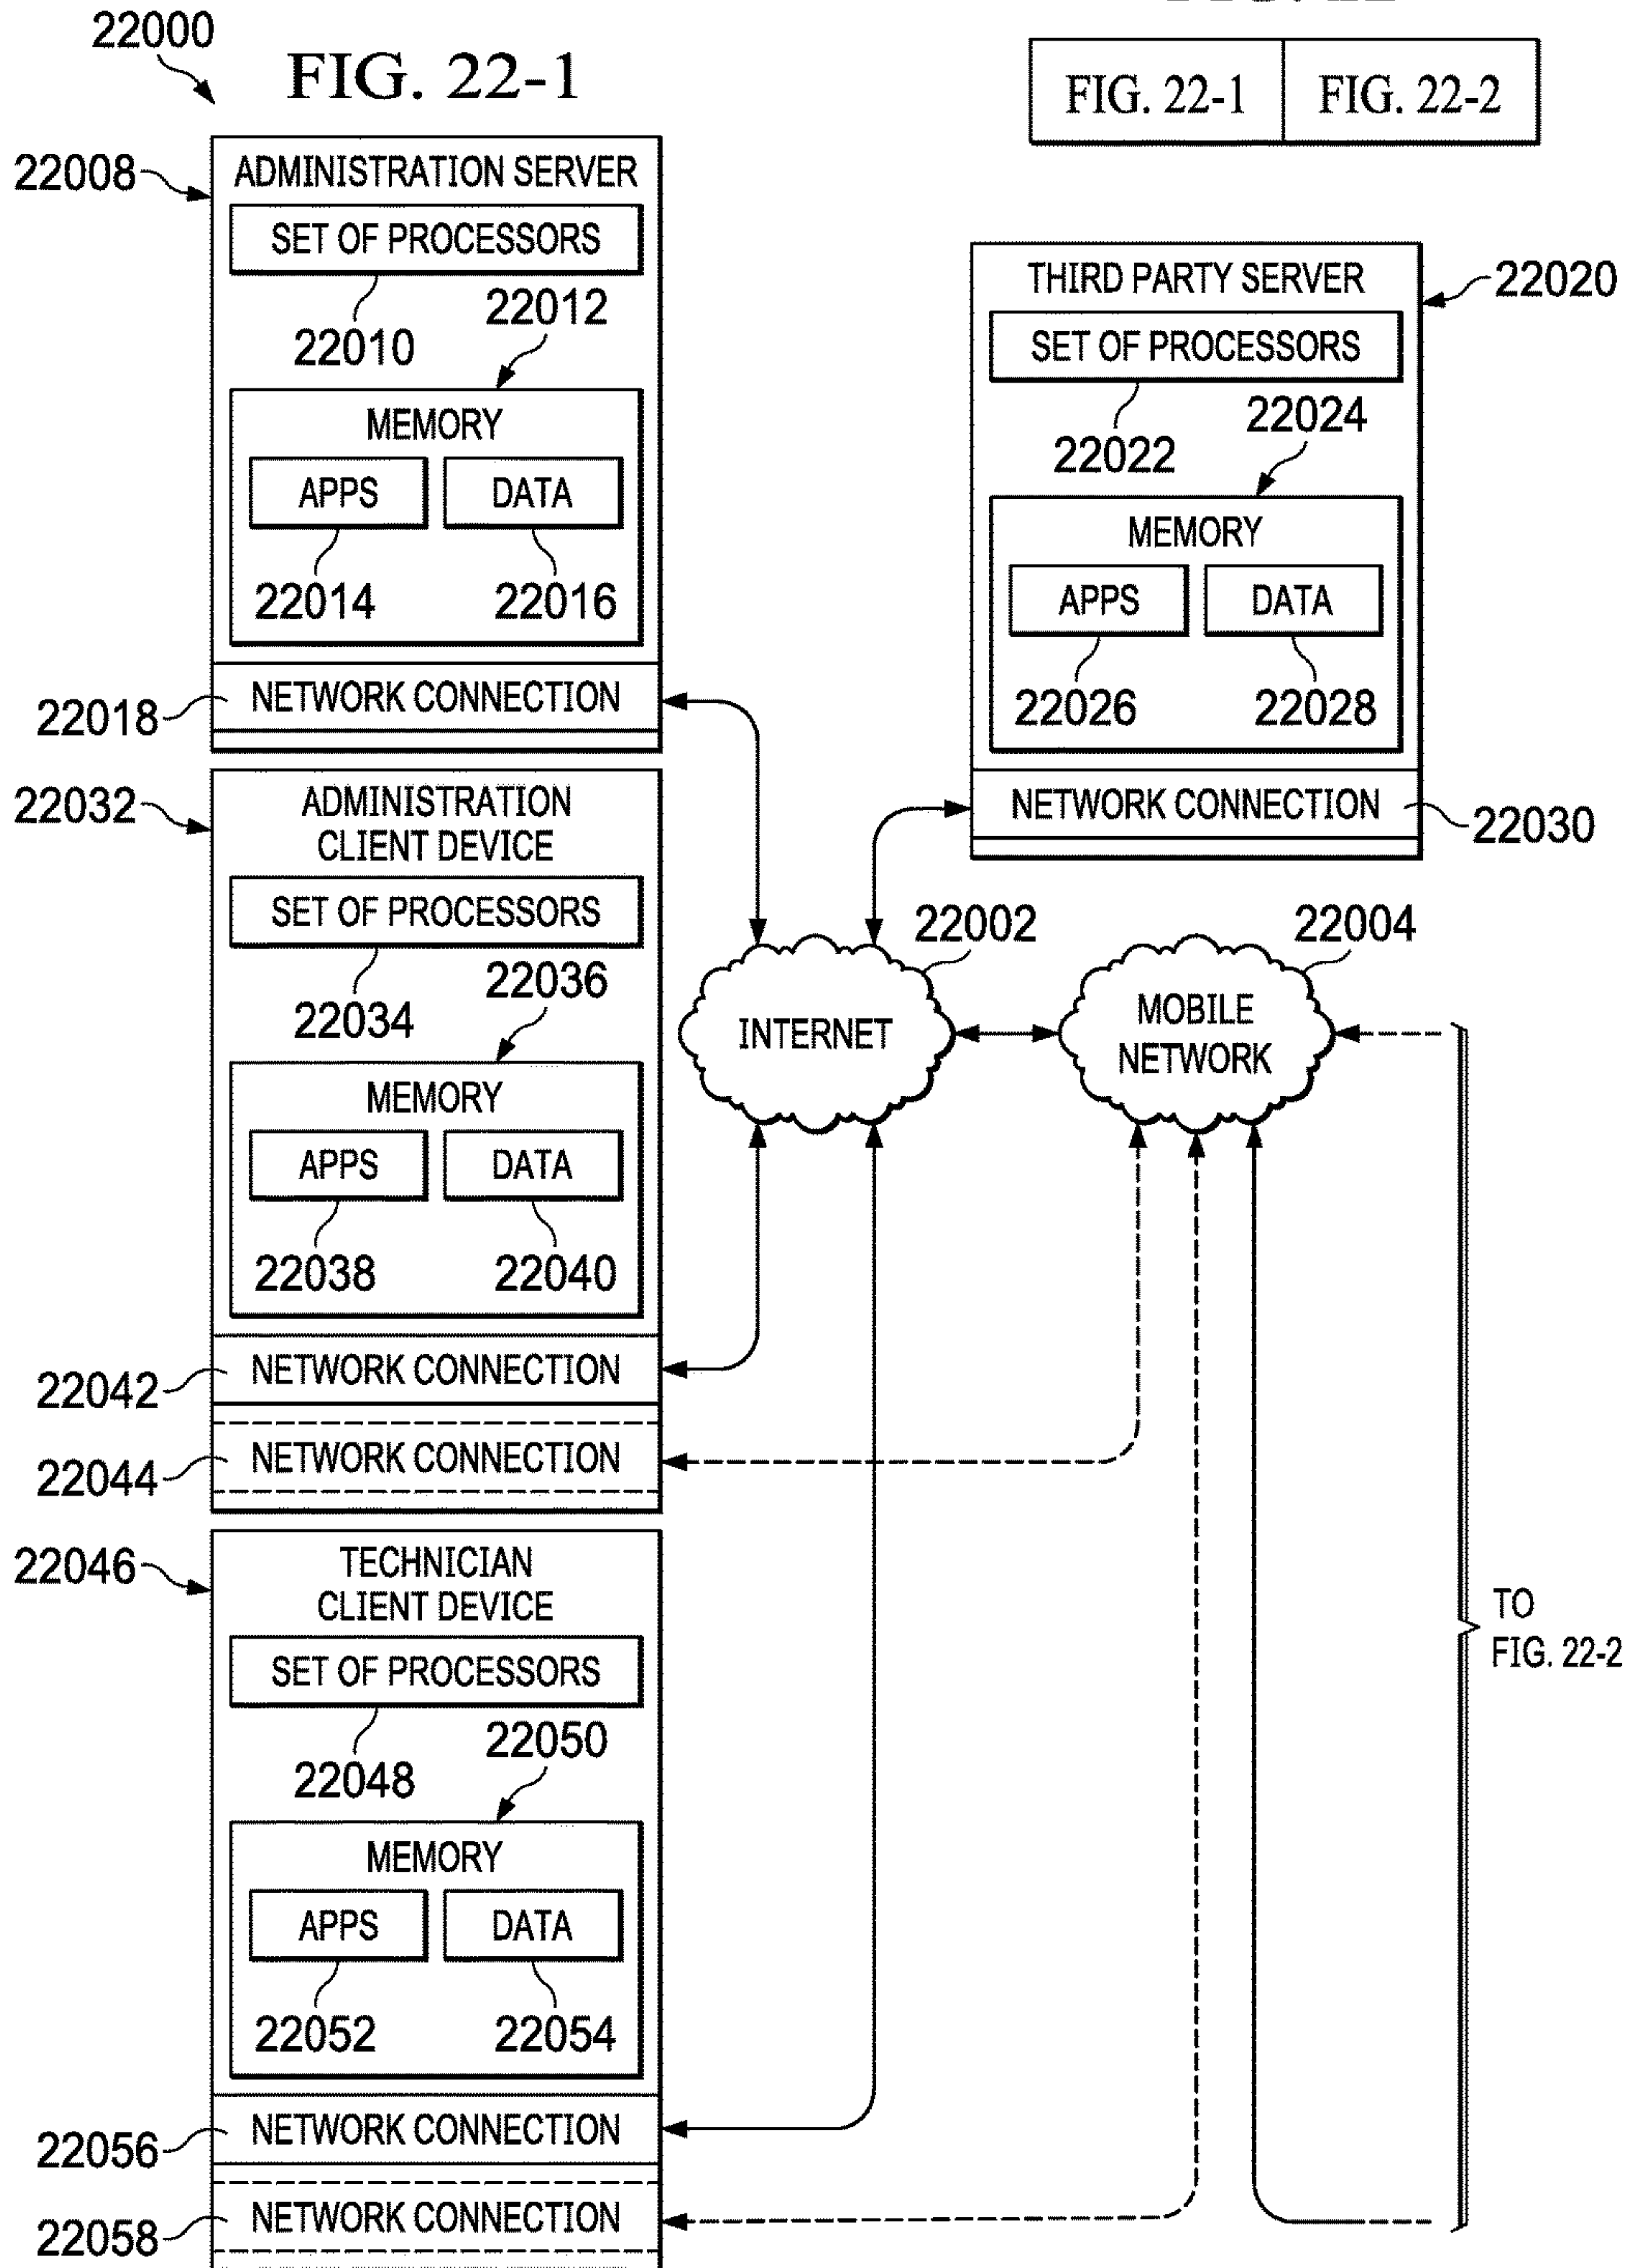 22000
FIG. 22-1
FIG. 22-1
FIG. 22-2
22008
ADMINISTRATION SERVER
SET OF PROCESSORS
22010
22012
MEMORY
APPS
DATA
22014
22016
22018
NETWORK CONNECTION
THIRD PARTY SERVER
22020
SET OF PROCESSORS
22022
22024
MEMORY
APPS
DATA
22026
22028
NETWORK CONNECTION
22030
22032
ADMINISTRATION
CLIENT DEVICE
SET OF PROCESSORS
22034
22036
MEMORY
APPS
DATA
22038
22040
22042
NETWORK CONNECTION
22044
NETWORK CONNECTION
22002
INTERNET
22004
MOBILE
NETWORK
22046
TECHNICIAN
CLIENT DEVICE
SET OF PROCESSORS
22048
22050
MEMORY
APPS
DATA
22052
22054
22056
NETWORK CONNECTION
22058
NETWORK CONNECTION
TO
FIG. 22-2